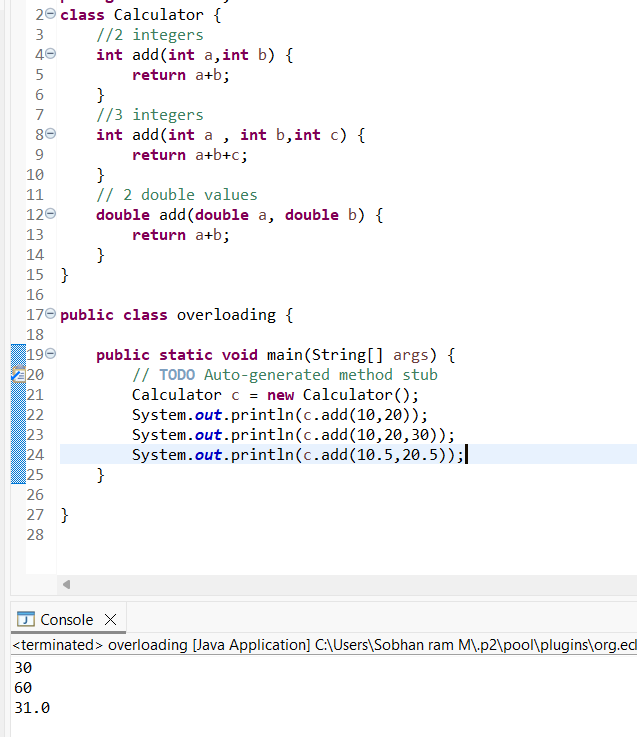 2 class Calculator {
3     //2 integers
4     int add(int a,int b) {
5         return a+b;
6     }
7     //3 integers
8     int add(int a , int b,int c) {
9         return a+b+c;
10     }
11     // 2 double values
12     double add(double a, double b) {
13         return a+b;
14     }
15 }
16
17 public class overloading {
18
19     public static void main(String[] args) {
20         // TODO Auto-generated method stub
21         Calculator c = new Calculator();
22         System.out.println(c.add(10,20));
23         System.out.println(c.add(10,20,30));
24         System.out.println(c.add(10.5,20.5));
25     }
26
27 }
28
Console
<terminated> overloading [Java Application] C:\Users\Sobhan ram M\.p2\pool\plugins\org.ecl
30
60
31.0